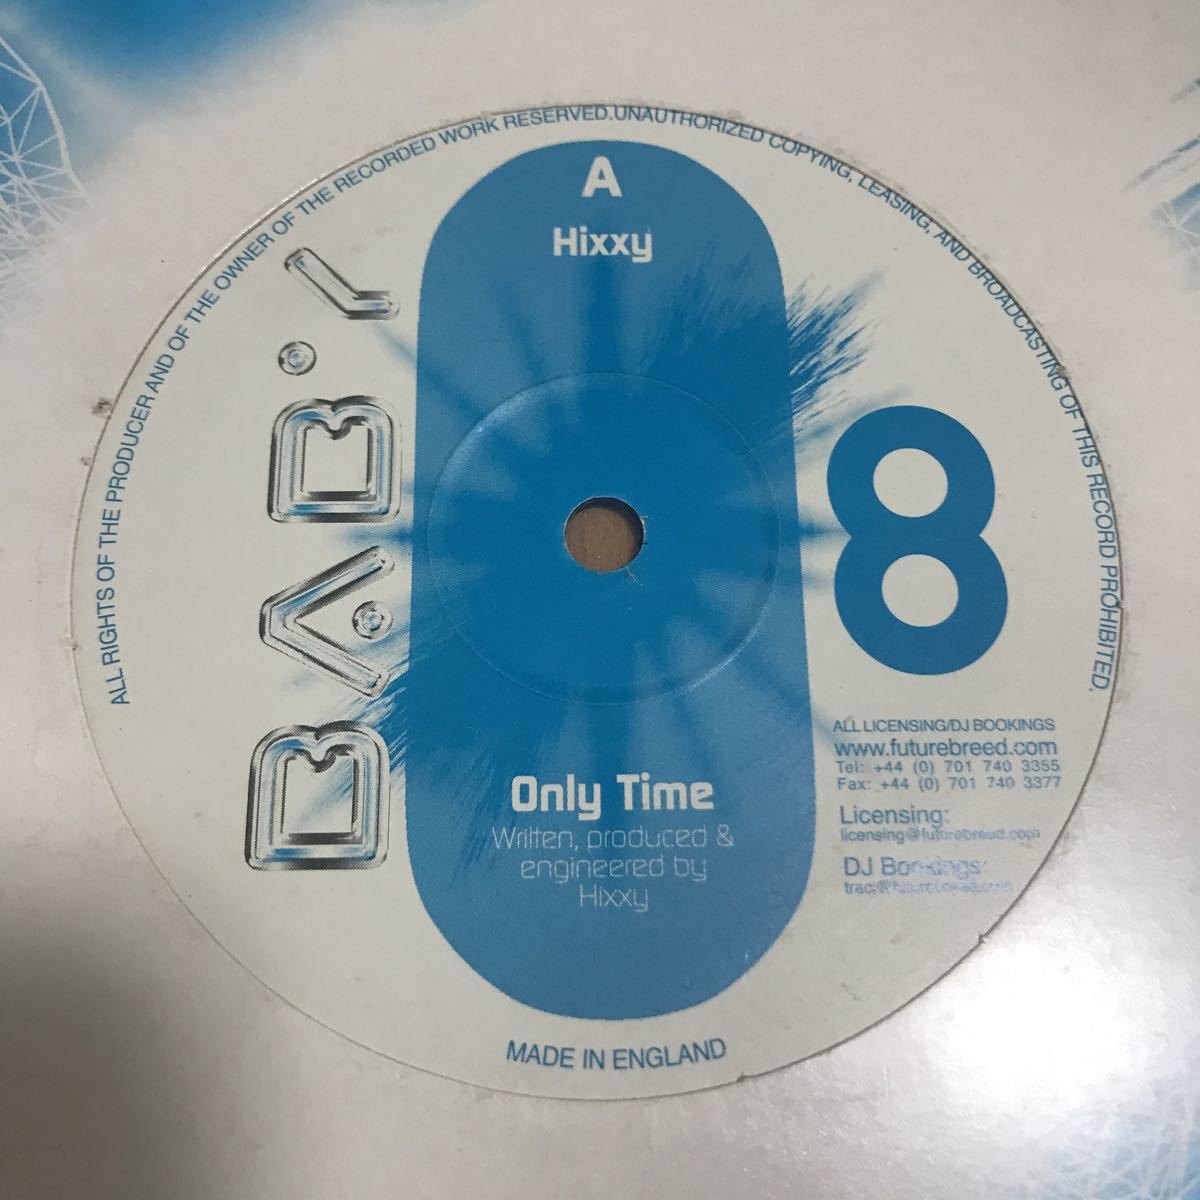 ALL RIGHTS OF THE PRODUCER AND OF THE OWNER OF THE RECORDED WORK RESERVED.UNAUTHORIZED COPYING, LEASING, AND BROADCASTING OF THIS RECORD PROHIBITED.
A
Hixxy
8
ALL LICENSING/DJ BOOKINGS
www.futurebreed.com
Tel: +44 (0) 701 740 3355
Fax: +44 (0) 701 740 3377
Licensing:
licensing@futurebreed.com
DJ Bookings:
Only Time
Written, produced &
engineered by
Hixxy
MADE IN ENGLAND